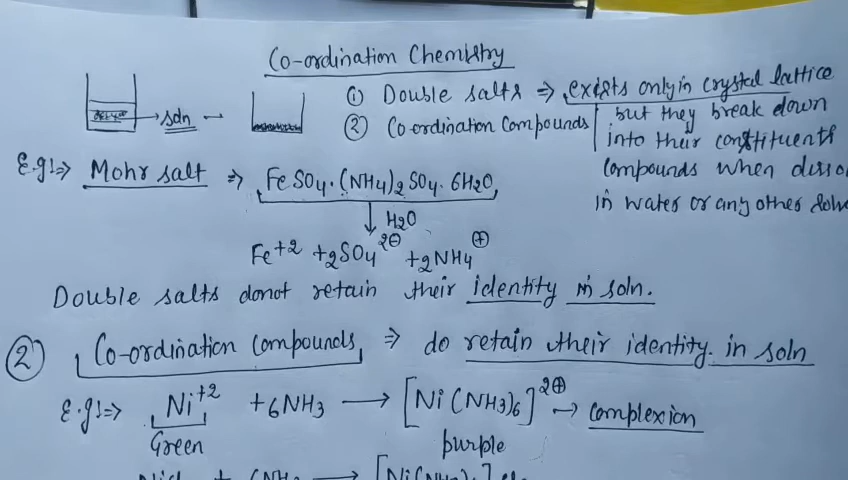 Co-ordination Chemistry
① Double salts ⇒ exists only in crystal lattice
→ soln
but they break down
② Co ordination Compounds
into their constituents
E.g!⇒ Mohr salt ⇒ FeSO4·(NH4)2 SO4·6H2O
compounds when
in water or any other
↓ H2O
Fe+2 + 2SO4 2⊖ + 2NH4 ⊕
Double salts donot retain their identity in soln.
② Co-ordination compounds ⇒ do retain their identity. in soln
E.g!⇒ Ni+2 + 6NH3 ⟶ [Ni(NH3)6]2⊕ → complexion
Green purple